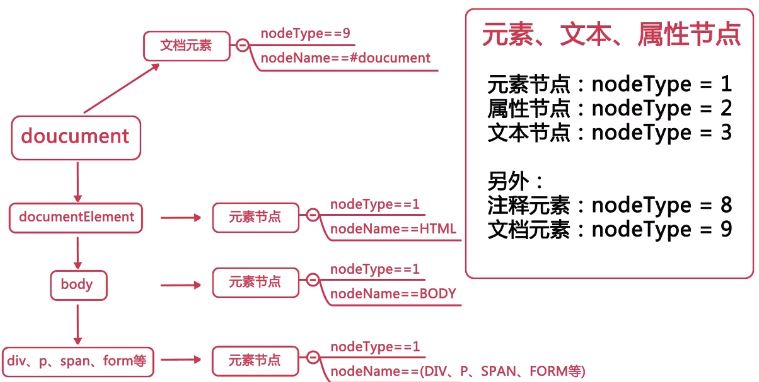 文档元素
nodeType==9
nodeName==#doucument
doucument
documentElement
元素节点
nodeType==1
nodeName==HTML
body
元素节点
nodeType==1
nodeName==BODY
div、p、span、form等
元素节点
nodeType==1
nodeName==(DIV、P、SPAN、FORM等)
元素、文本、属性节点
元素节点：nodeType = 1
属性节点：nodeType = 2
文本节点：nodeType = 3
另外：
注释元素：nodeType = 8
文档元素：nodeType = 9